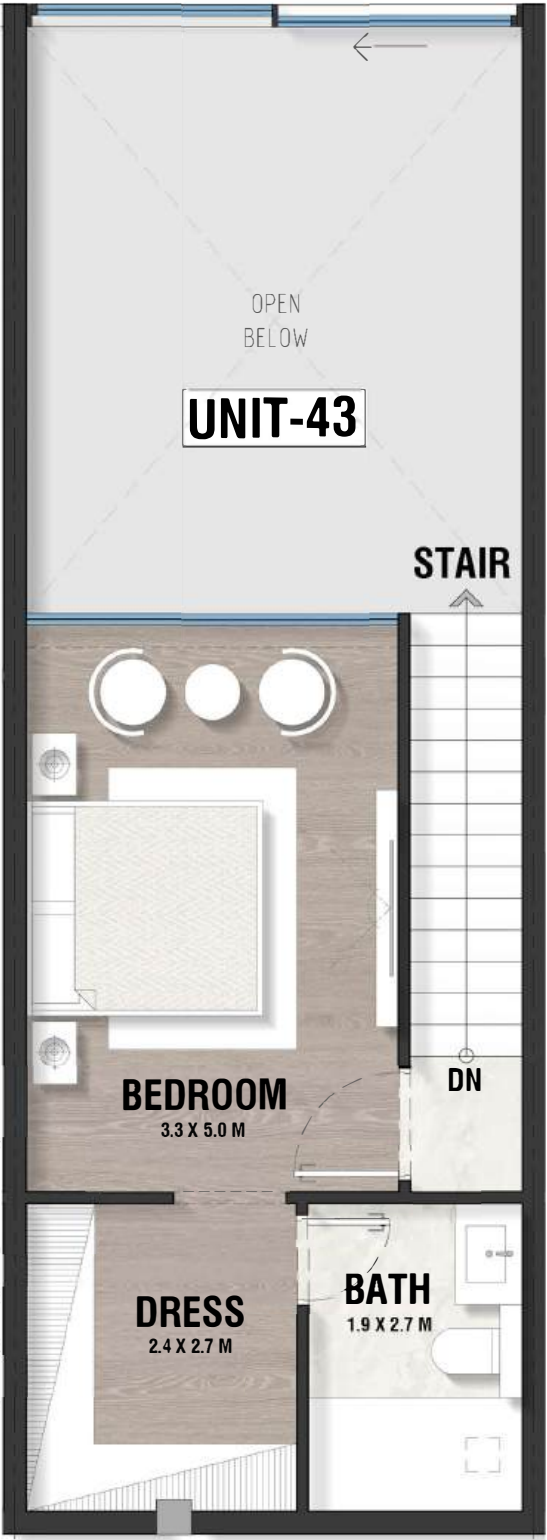 OPEN
BELOW
UNIT-43
STAIR
DN
BEDROOM
3.3 X 5.0 M
DRESS
2.4 X 2.7 M
BATH
1.9 X 2.7 M